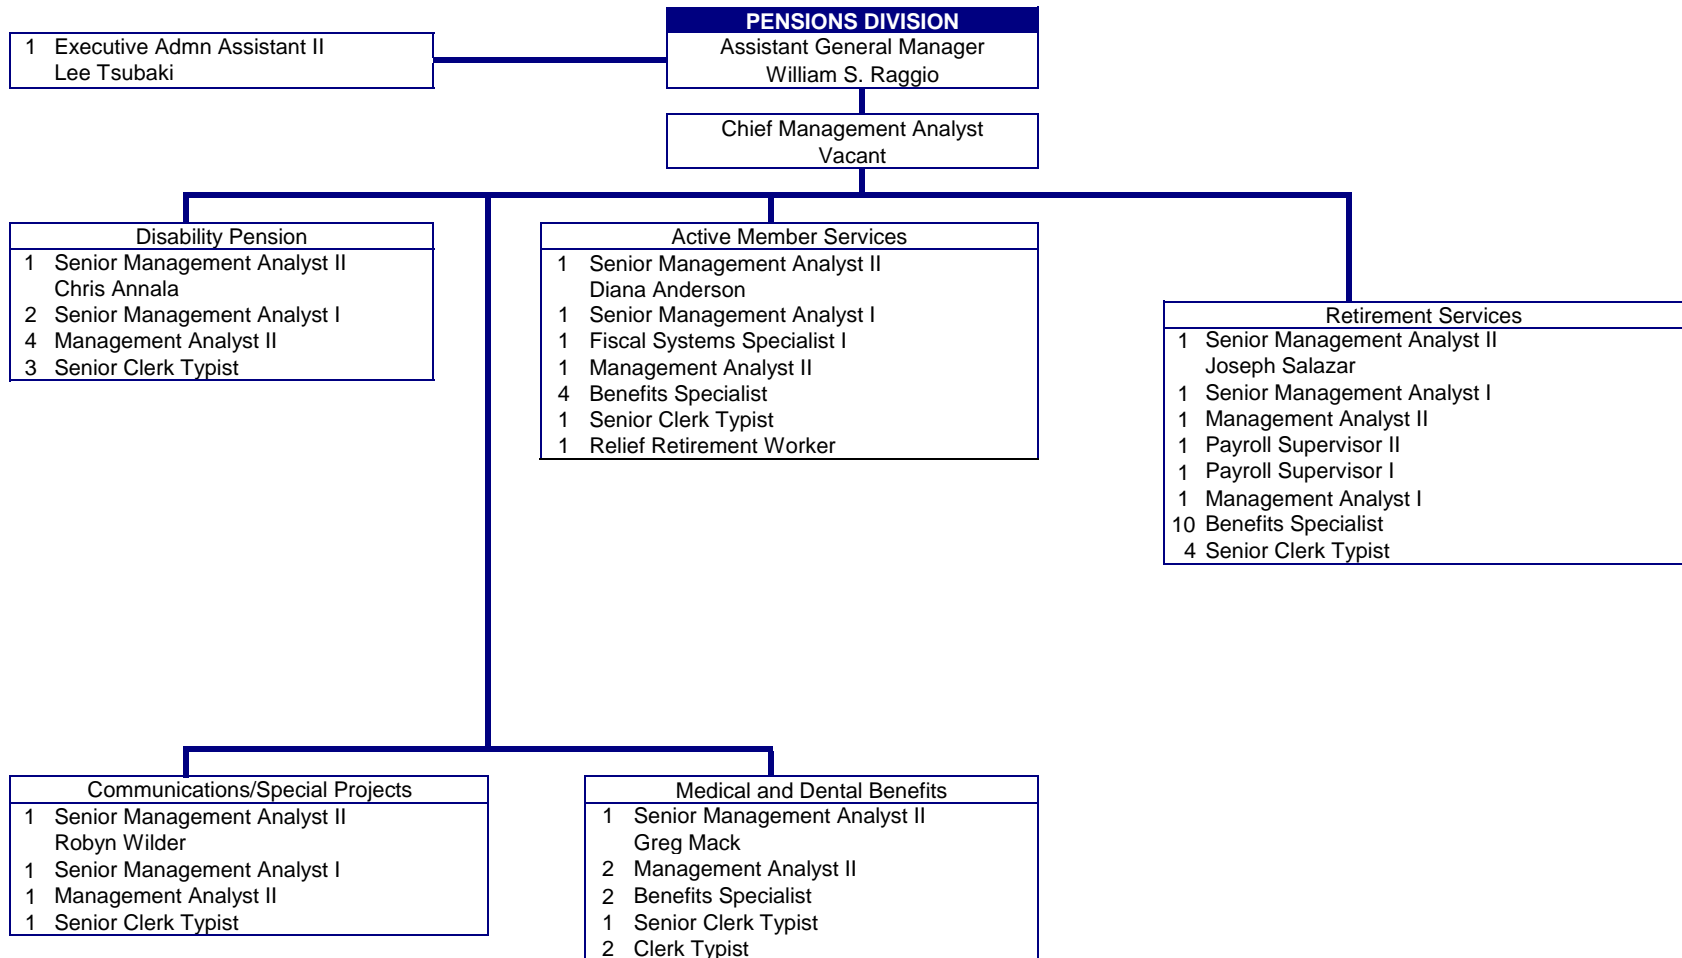 PENSIONS DIVISION
Assistant General Manager
William S. Raggio
1 Executive Admn Assistant II
Lee Tsubaki
Chief Management Analyst
Vacant
Disability Pension
1 Senior Management Analyst II
Chris Annala
2 Senior Management Analyst I
4 Management Analyst II
3 Senior Clerk Typist
Active Member Services
1 Senior Management Analyst II
Diana Anderson
1 Senior Management Analyst I
1 Fiscal Systems Specialist I
1 Management Analyst II
4 Benefits Specialist
1 Senior Clerk Typist
1 Relief Retirement Worker
Retirement Services
1 Senior Management Analyst II
Joseph Salazar
1 Senior Management Analyst I
1 Management Analyst II
1 Payroll Supervisor II
1 Payroll Supervisor I
1 Management Analyst I
10 Benefits Specialist
4 Senior Clerk Typist
Communications/Special Projects
1 Senior Management Analyst II
Robyn Wilder
1 Senior Management Analyst I
1 Management Analyst II
1 Senior Clerk Typist
Medical and Dental Benefits
1 Senior Management Analyst II
Greg Mack
2 Management Analyst II
2 Benefits Specialist
1 Senior Clerk Typist
2 Clerk Typist